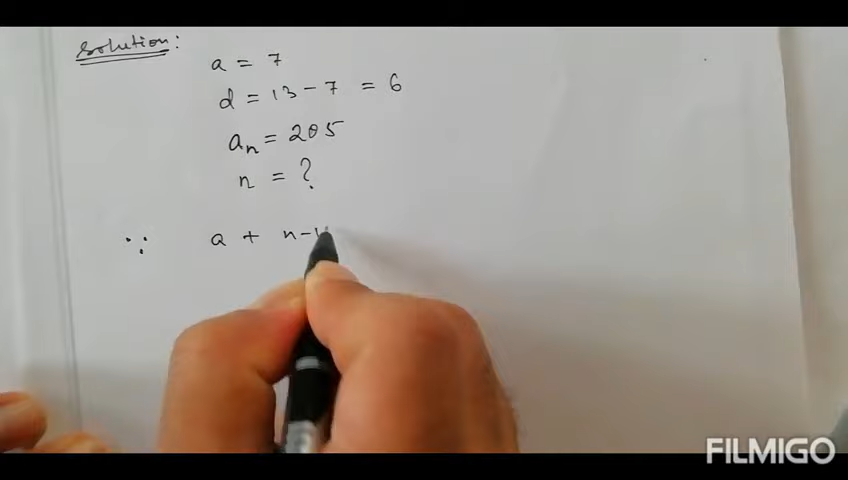 Solution:
a = 7
d = 13 - 7 = 6
an = 205
n = ?
∵ a + n-1
FILMIGO